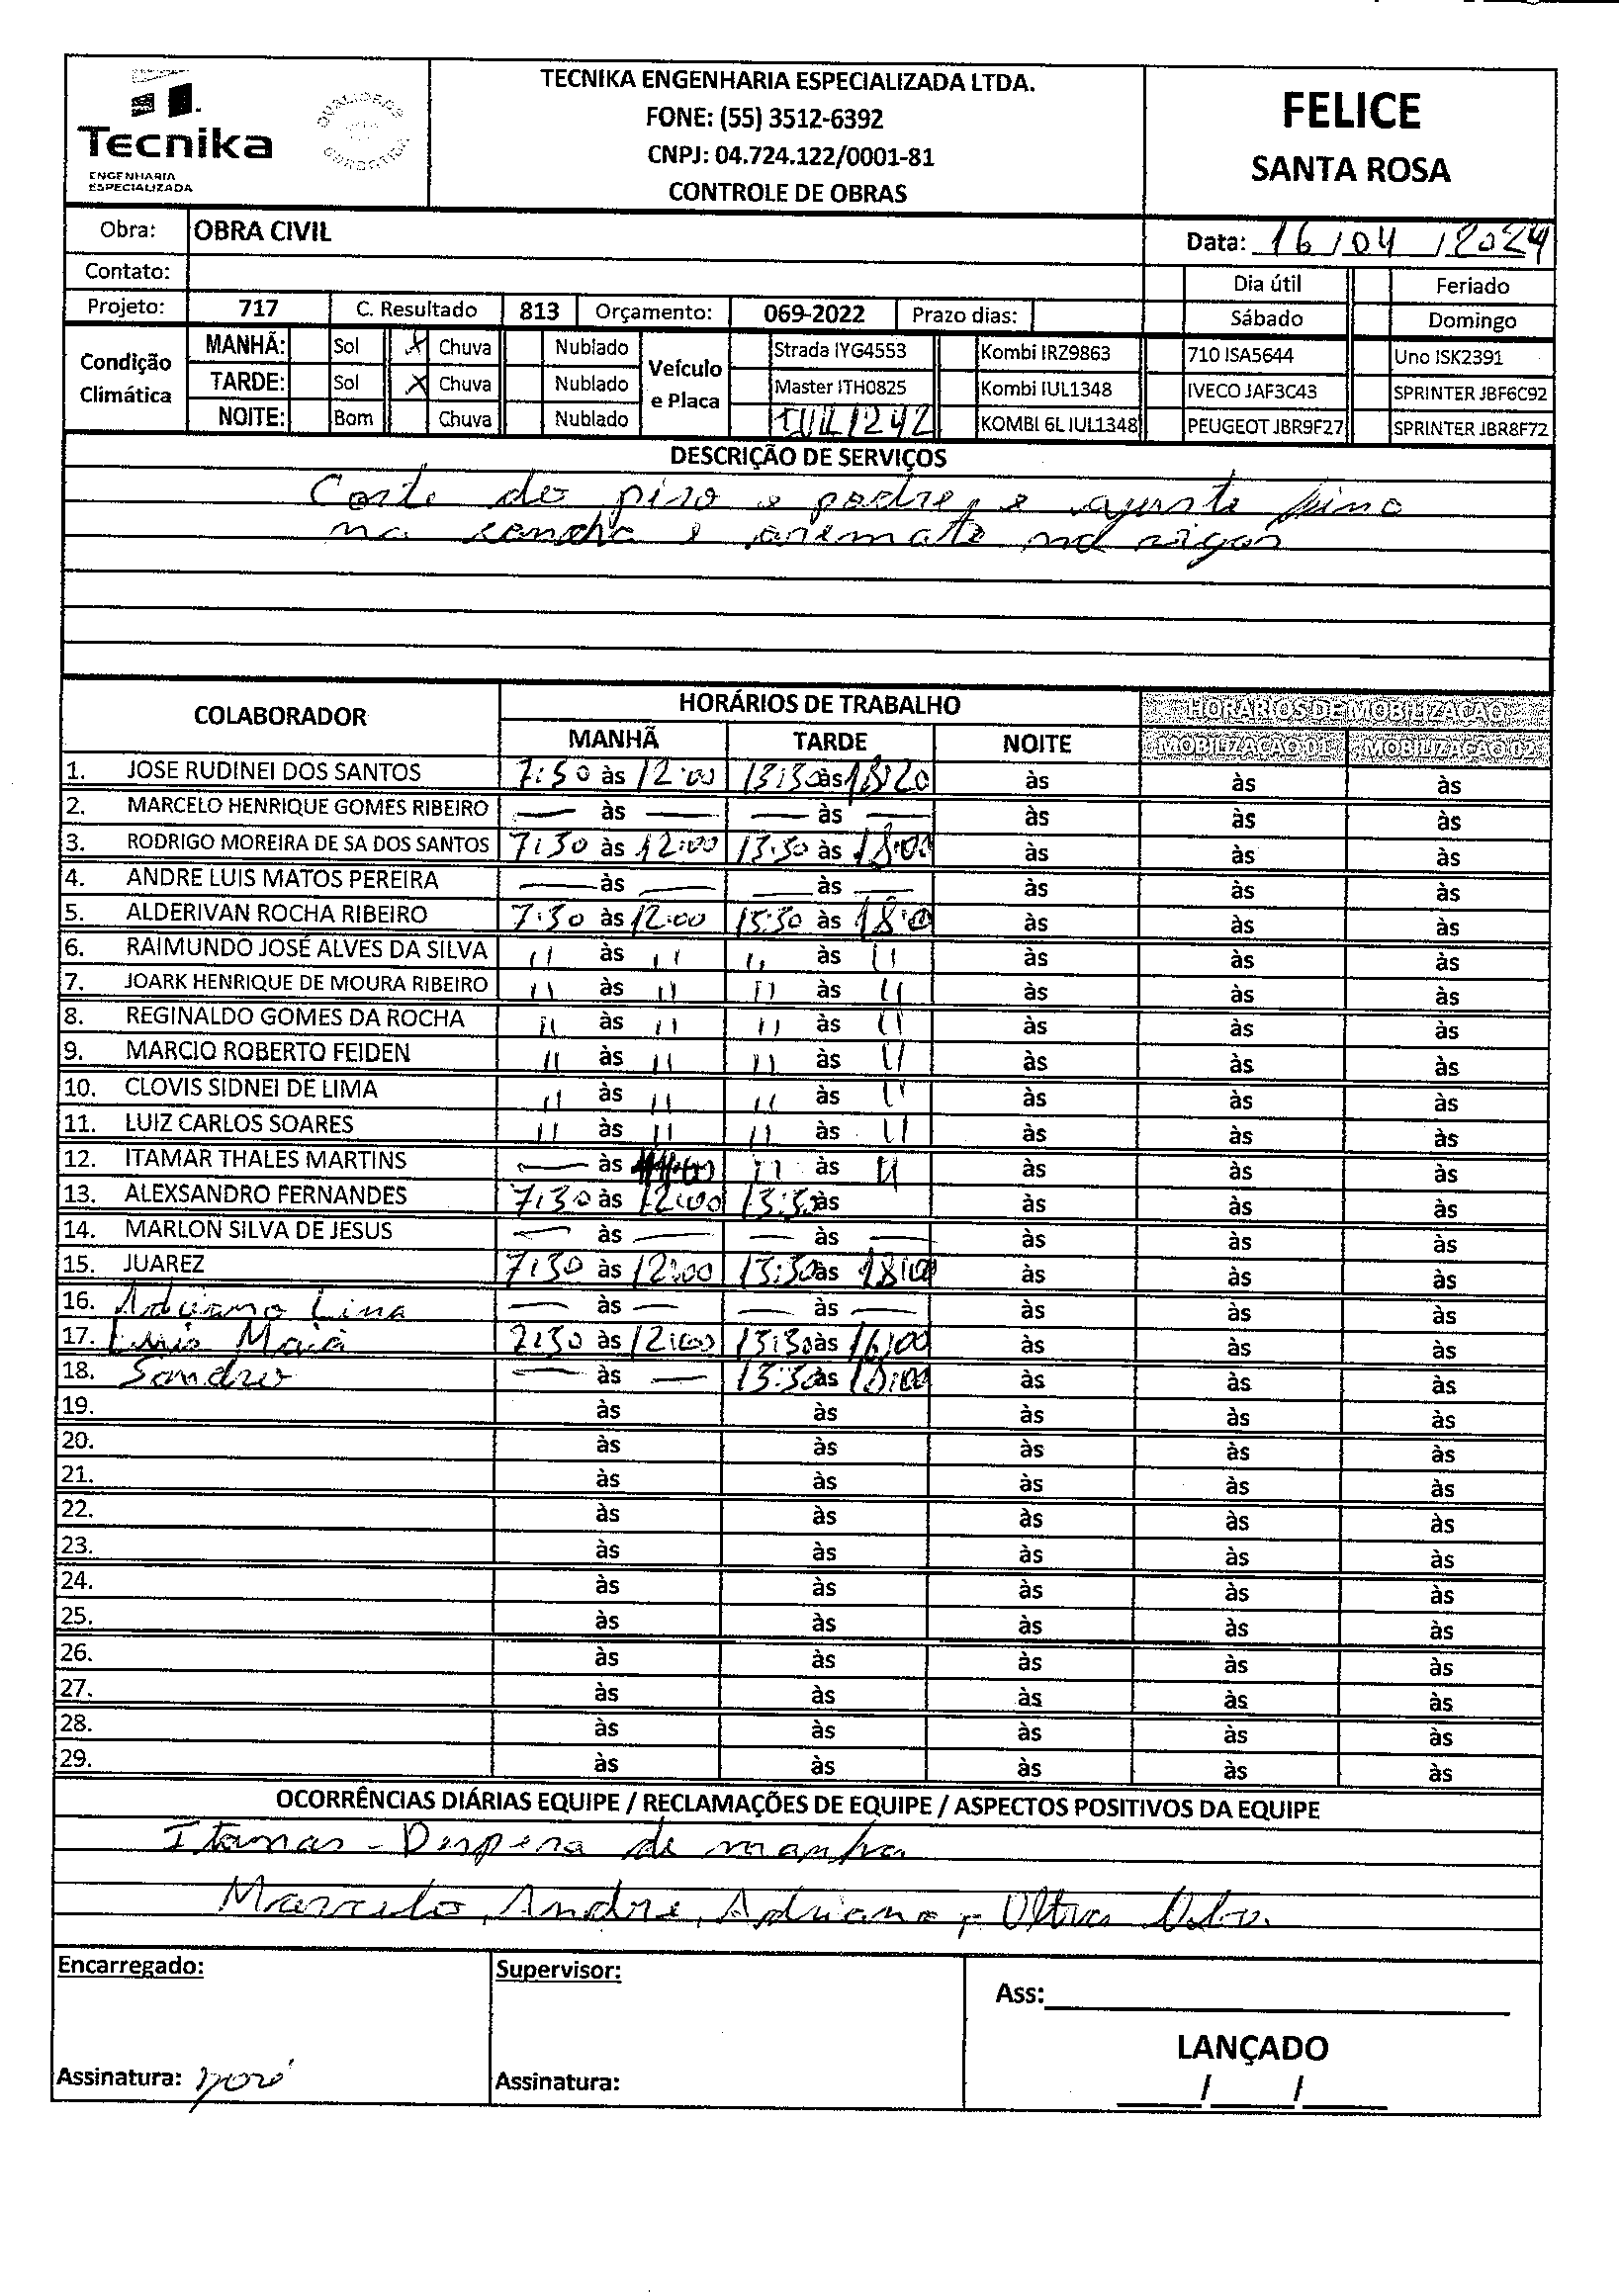 Tecnika
ENGENHARIA
ESPECIALIZADA
TECNIKA ENGENHARIA ESPECIALIZADA LTDA.
FONE: (55) 3512-6392
CNPJ: 04.724.122/0001-81
CONTROLE DE OBRAS
FELICE
SANTA ROSA
Obra: OBRA CIVIL
Data: 16/04/2024
Contato:
Dia útil Feriado
Projeto: 717 C. Resultado 813 Orçamento: 069-2022 Prazo dias: Sábado Domingo
Condição Climática
MANHÃ: Sol X Chuva Nublado
TARDE: Sol X Chuva Nublado
NOITE: Bom Chuva Nublado
Veículo e Placa
Strada IYG4553 Kombi IRZ9863 710 ISA5644 Uno ISK2391
Master ITH0825 Kombi IUL1348 IVECO JAF3C43 SPRINTER JBF6C92
IUL1242 KOMBI 6L IUL1348 PEUGEOT JBR9F27 SPRINTER JBR8F72
DESCRIÇÃO DE SERVIÇOS
Corte de piso e padre, e ajuste fino
na cancha e aremate na vigas
COLABORADOR HORÁRIOS DE TRABALHO HORÁRIOS DE MOBILIZAÇÃO
MANHÃ TARDE NOITE MOBILIZAÇÃO 01 MOBILIZAÇÃO 02
1. JOSE RUDINEI DOS SANTOS 7:30 às 12:00 13:30 às 18:20 às às às
2. MARCELO HENRIQUE GOMES RIBEIRO — às — — às — às às às
3. RODRIGO MOREIRA DE SA DOS SANTOS 7:30 às 12:00 13:30 às 18:00 às às às
4. ANDRE LUIS MATOS PEREIRA — às — — às — às às às
5. ALDERIVAN ROCHA RIBEIRO 7:30 às 12:00 13:30 às 18:00 às às às
6. RAIMUNDO JOSÉ ALVES DA SILVA " às " " às " às às às
7. JOARK HENRIQUE DE MOURA RIBEIRO " às " " às " às às às
8. REGINALDO GOMES DA ROCHA " às " " às " às às às
9. MARCIO ROBERTO FEIDEN " às " " às " às às às
10. CLOVIS SIDNEI DE LIMA " às " " às " às às às
11. LUIZ CARLOS SOARES " às " " às " às às às
12. ITAMAR THALES MARTINS — às " às " às às às
13. ALEXSANDRO FERNANDES 7:30 às 12:00 13:30 às às às às
14. MARLON SILVA DE JESUS — às — — às — às às às
15. JUAREZ 7:30 às 12:00 13:30 às 18:00 às às às
16. Adriano Lima — às — — às — às às às
17. Luis Maia 7:30 às 12:00 13:30 às 16:00 às às às
18. Sandro — às — 13:30 às 18:00 às às às
19. às às às às às
20. às às às às às
21. às às às às às
22. às às às às às
23. às às às às às
24. às às às às às
25. às às às às às
26. às às às às às
27. às às às às às
28. às às às às às
29. às às às às às
OCORRÊNCIAS DIÁRIAS EQUIPE / RECLAMAÇÕES DE EQUIPE / ASPECTOS POSITIVOS DA EQUIPE
Itamar - Dispensa de manha
Marcelo, Andre, Adriano,
Encarregado: Supervisor: Ass:
LANÇADO
Assinatura: Assinatura: / /